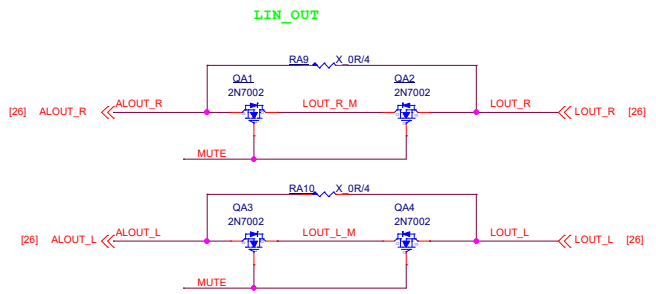 LIN_OUT
RA9 X_0R/4
QA1 QA2
2N7002 2N7002
[26] ALOUT_R ALOUT_R LOUT_R_M LOUT_R LOUT_R [26]
MUTE
RA10 X_0R/4
QA3 QA4
2N7002 2N7002
[26] ALOUT_L ALOUT_L LOUT_L_M LOUT_L LOUT_L [26]
MUTE